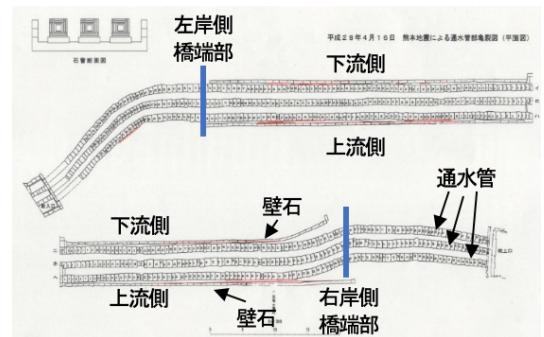 左岸側
橋端部
平成28年4月16日 熊本地震による通水管部亀裂図(平面図)
石管断面図
下流側
上流側
通水管
下流側
壁石
上流側
壁石
右岸側
橋端部